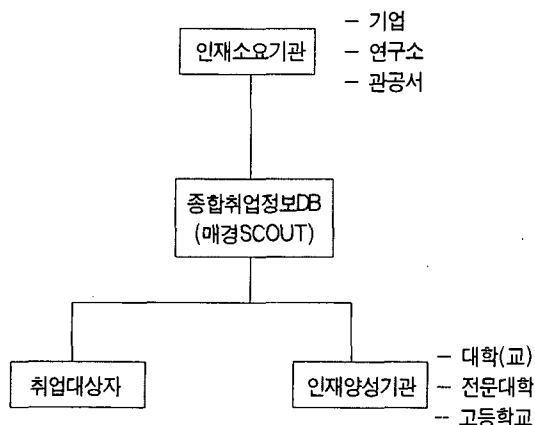 - 기업
인재소요기관
- 연구소
- 관공서
종합취업정보DB
(매경SCOUT)
취업대상자
인재양성기관
- 대학(교)
- 전문대학
-- 고등학교